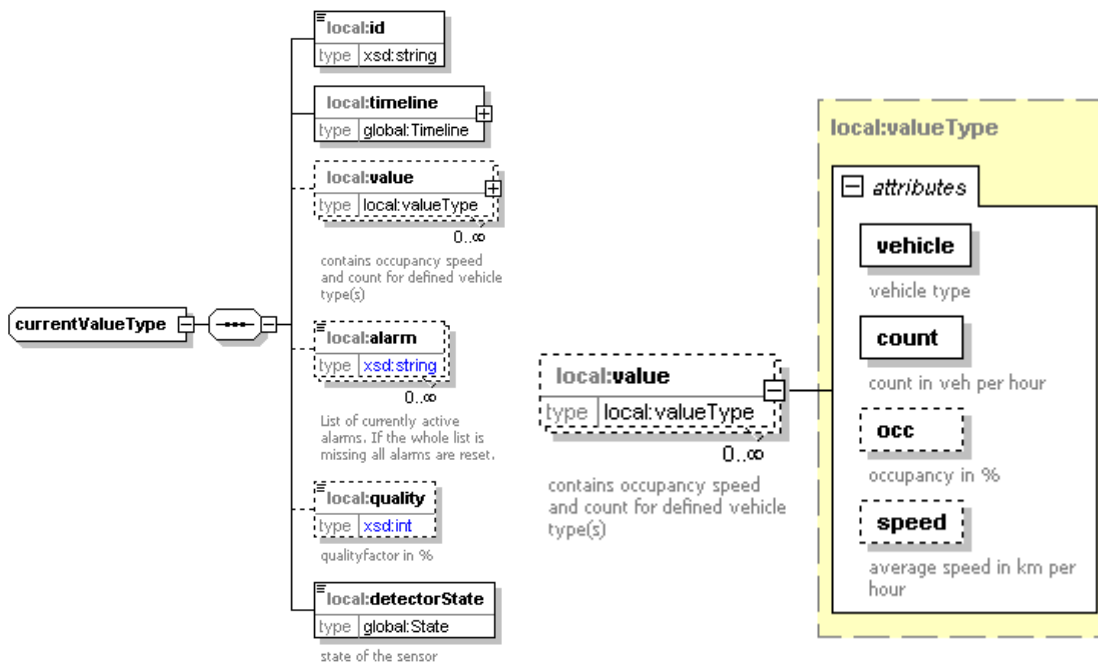 currentValueType
local:id
type xsd:string
local:timeline
type global:Timeline
local:value
type local:valueType
0..∞
contains occupancy speed
and count for defined vehicle
type(s)
local:alarm
type xsd:string
0..∞
List of currently active
alarms. If the whole list is
missing all alarms are reset.
local:quality
type xsd:int
qualityfactor in %
local:detectorState
type global:State
state of the sensor
local:value
type local:valueType
0..∞
contains occupancy speed
and count for defined vehicle
type(s)
local:valueType
attributes
vehicle
vehicle type
count
count in veh per hour
occ
occupancy in %
speed
average speed in km per
hour